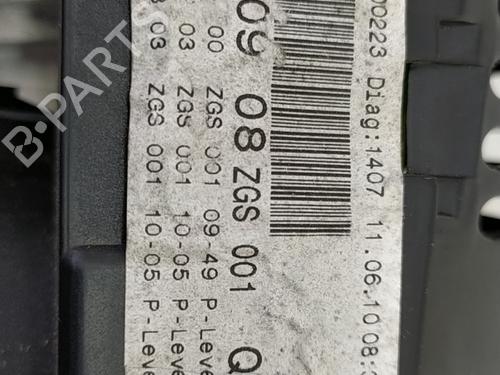 00223 Diag:1407 11.06.10 08:
09 08 ZGS 001 Q
00 ZGS 001 09-49 P-Leve
03 ZGS 001 10-05 P-Leve
03 ZGS 001 10-05 P-Leve
B-PARTS